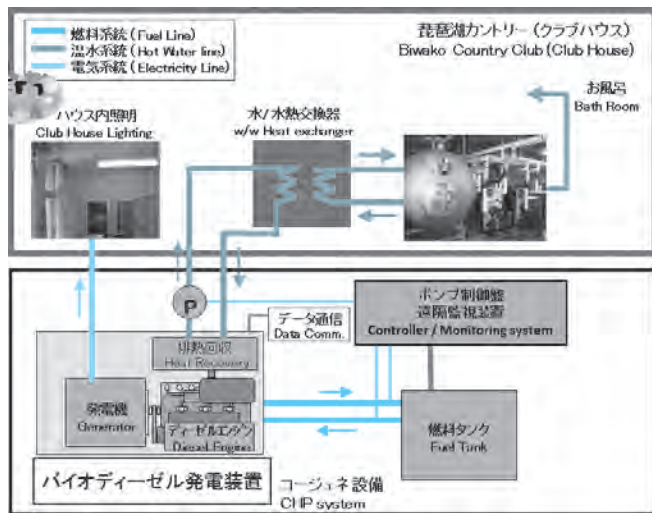 燃料系統(Fuel Line)
温水系統(Hot Water line)
電気系統(Electricity Line)
琵琶湖カントリー(クラブハウス)
Biwako Country Club(Club House)
ハウス内照明
Club House Lighting
水/水熱交換器
w/w Heat exchanger
お風呂
Bath Room
P
データ通信
Data Comm.
ポンプ制御盤
遠隔監視装置
Controller / Monitoring system
排熱回収
Heat Recovery
発電機
Generator
ディーゼルエンジン
Diesel Engine
燃料タンク
Fuel Tank
バイオディーゼル発電装置
コージェネ設備
CHP system